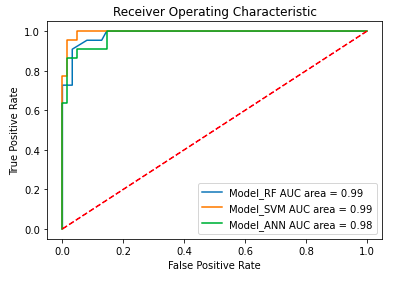 Receiver Operating Characteristic
True Positive Rate
1.0
0.8
0.6
0.4
0.2
0.0
Model_RF AUC area = 0.99
Model_SVM AUC area = 0.99
Model_ANN AUC area = 0.98
0.0 0.2 0.4 0.6 0.8 1.0
False Positive Rate